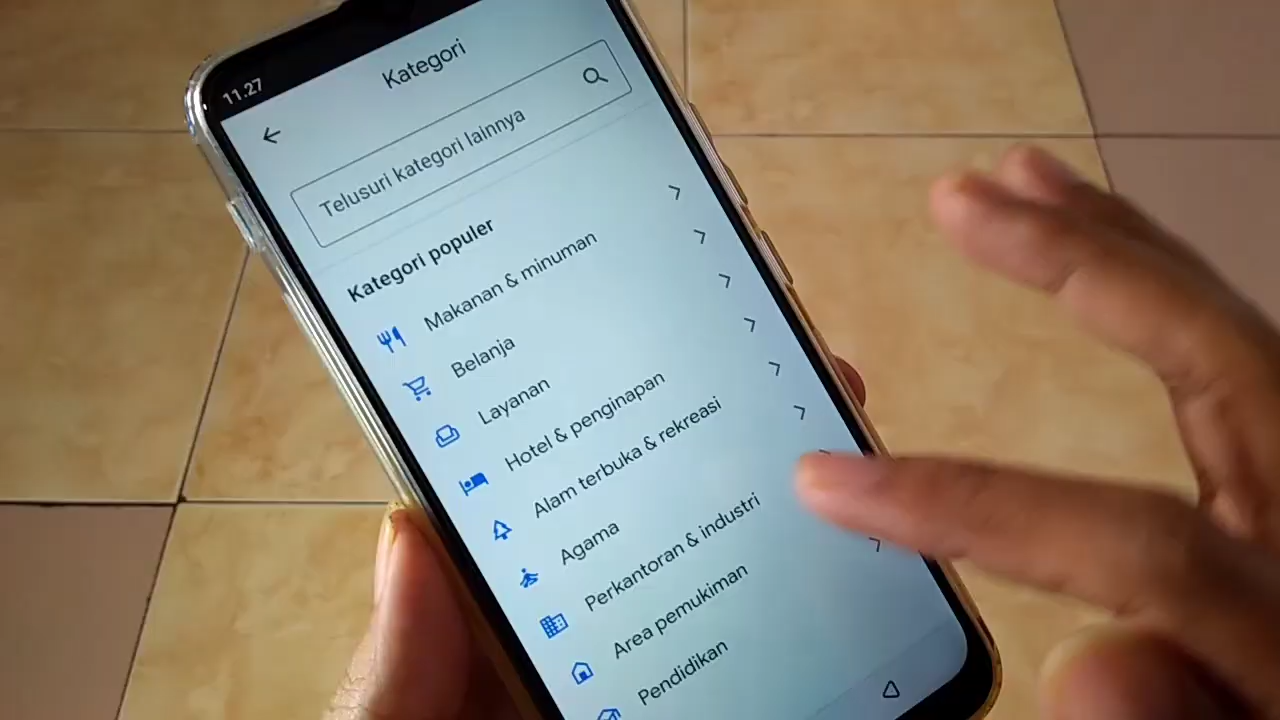 11.27
Kategori
Telusuri kategori lainnya
Kategori populer
Makanan & minuman
Belanja
Layanan
Hotel & penginapan
Alam terbuka & rekreasi
Agama
Perkantoran & industri
Area pemukiman
Pendidikan